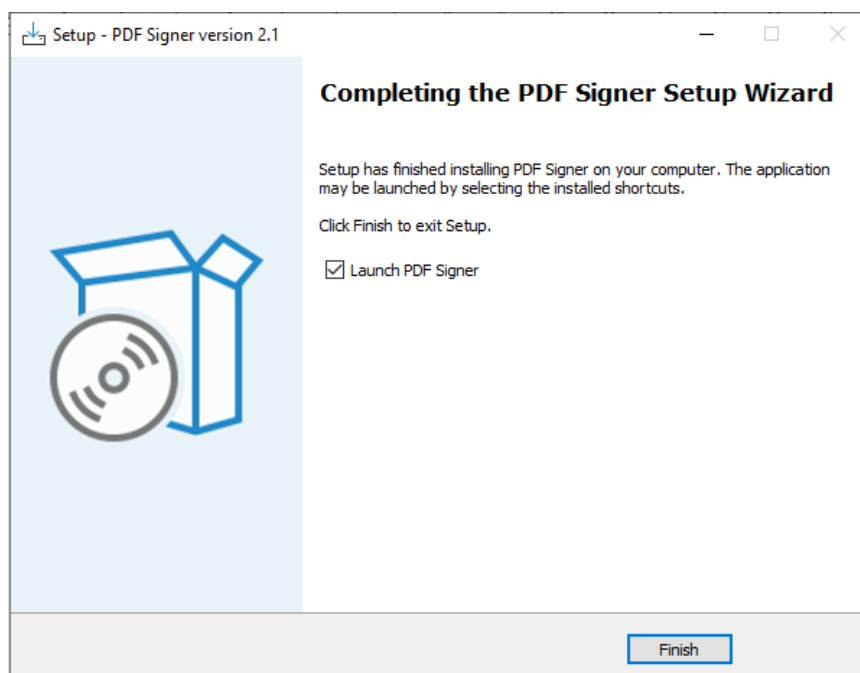 Setup - PDF Signer version 2.1
Completing the PDF Signer Setup Wizard
Setup has finished installing PDF Signer on your computer. The application
may be launched by selecting the installed shortcuts.
Click Finish to exit Setup.
Launch PDF Signer
Finish